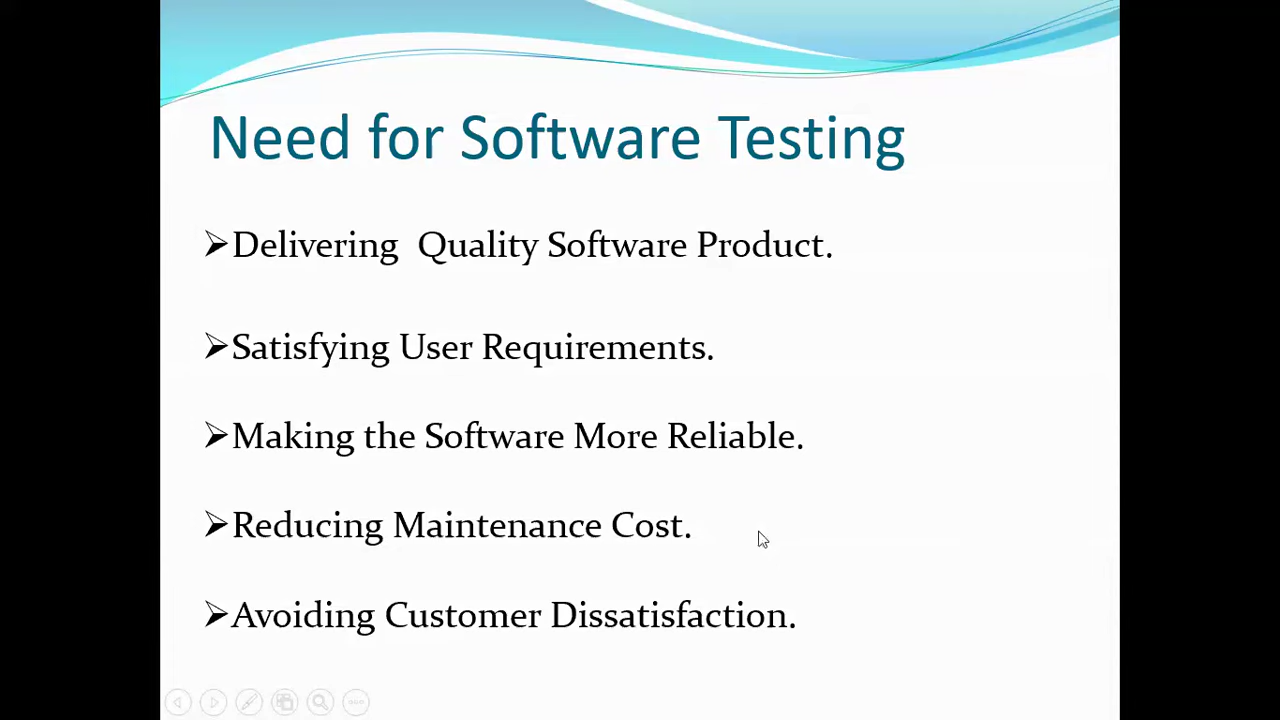 Need for Software Testing
➢Delivering  Quality Software Product.
➢Satisfying User Requirements.
➢Making the Software More Reliable.
➢Reducing Maintenance Cost.
➢Avoiding Customer Dissatisfaction.